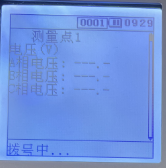 0001 0929
测量点1
电压(V)
A相电压: ---.-
B相电压: ---.-
C相电压: ---.-
拨号中...